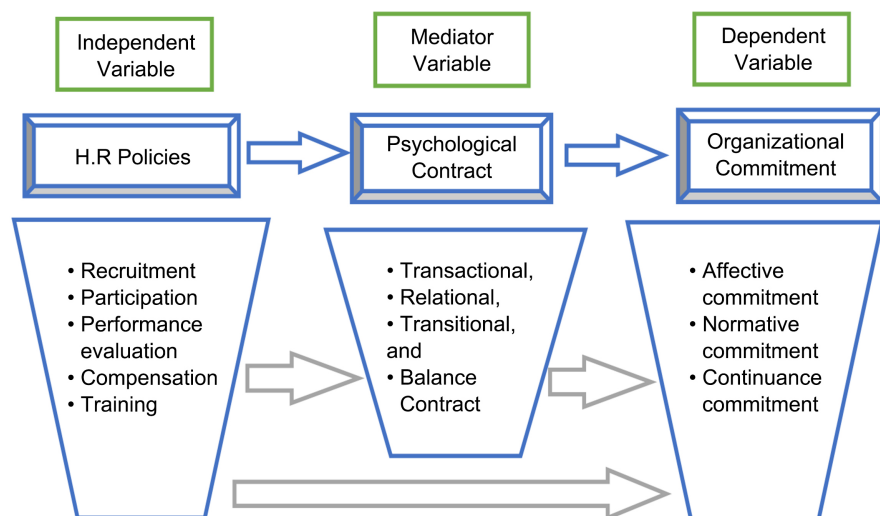 Independent
Variable
Mediator
Variable
Dependent
Variable
H.R Policies
Psychological
Contract
Organizational
Commitment
• Recruitment
• Participation
• Performance
evaluation
• Compensation
• Training
• Transactional,
• Relational,
• Transitional,
and
• Balance
Contract
• Affective
commitment
• Normative
commitment
• Continuance
commitment